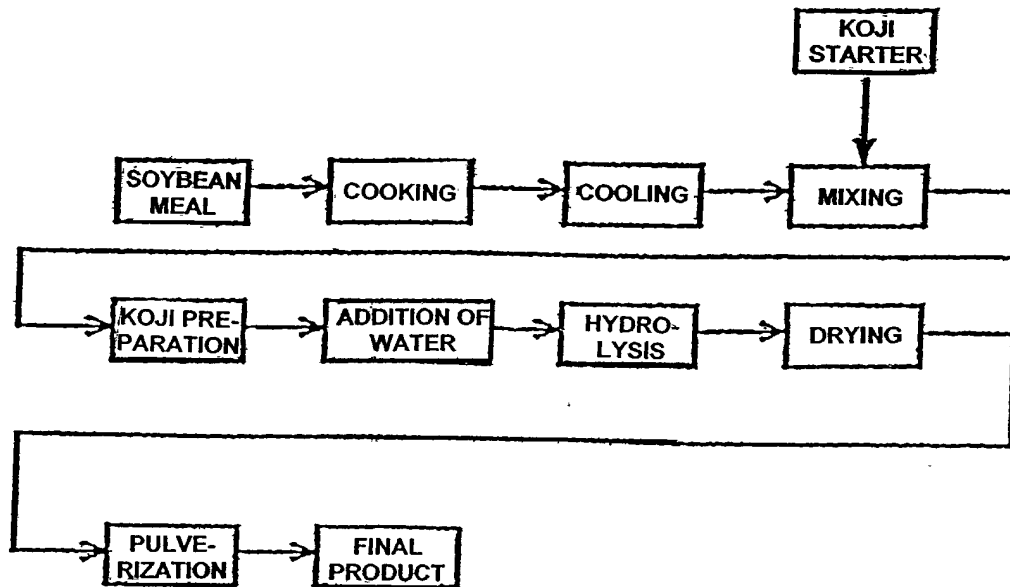 KOJI
STARTER
SOYBEAN
MEAL
COOKING
COOLING
MIXING
KOJI PRE-
PARATION
ADDITION OF
WATER
HYDRO-
LYSIS
DRYING
PULVE-
RIZATION
FINAL
PRODUCT